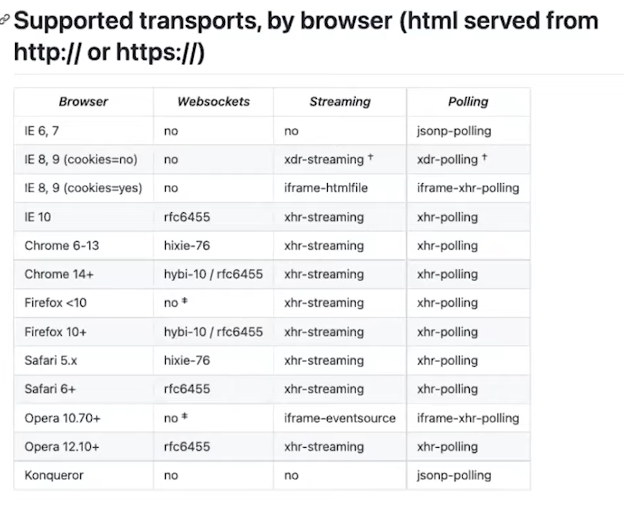 Supported transports, by browser (html served from
http:// or https://)
Browser Websockets Streaming Polling
IE 6, 7 no no jsonp-polling
IE 8, 9 (cookies=no) no xdr-streaming † xdr-polling †
IE 8, 9 (cookies=yes) no iframe-htmlfile iframe-xhr-polling
IE 10 rfc6455 xhr-streaming xhr-polling
Chrome 6-13 hixie-76 xhr-streaming xhr-polling
Chrome 14+ hybi-10 / rfc6455 xhr-streaming xhr-polling
Firefox <10 no ‡ xhr-streaming xhr-polling
Firefox 10+ hybi-10 / rfc6455 xhr-streaming xhr-polling
Safari 5.x hixie-76 xhr-streaming xhr-polling
Safari 6+ rfc6455 xhr-streaming xhr-polling
Opera 10.70+ no ‡ iframe-eventsource iframe-xhr-polling
Opera 12.10+ rfc6455 xhr-streaming xhr-polling
Konqueror no no jsonp-polling